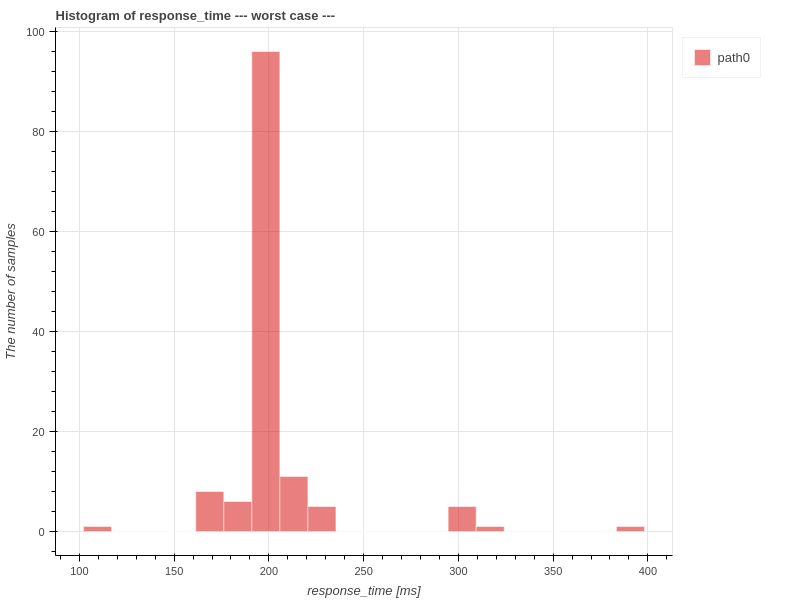 Histogram of response_time --- worst case ---
path0
The number of samples
100
80
60
40
20
0
100 150 200 250 300 350 400
response_time [ms]